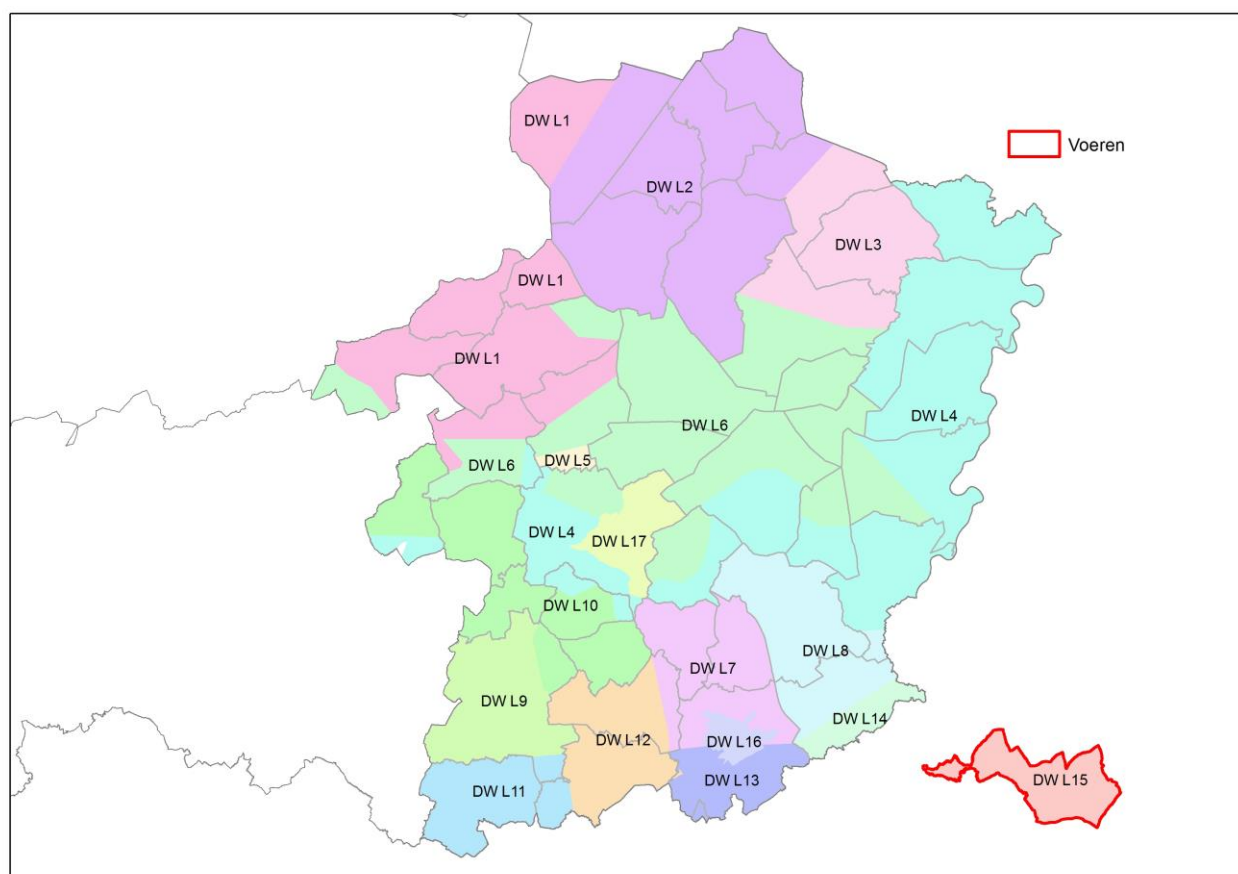 DW L1
Voeren
DW L2
DW L3
DW L1
DW L1
DW L4
DW L6
DW L5
DW L6
DW L4
DW L17
DW L10
DW L8
DW L7
DW L9
DW L14
DW L12
DW L16
DW L13
DW L15
DW L11